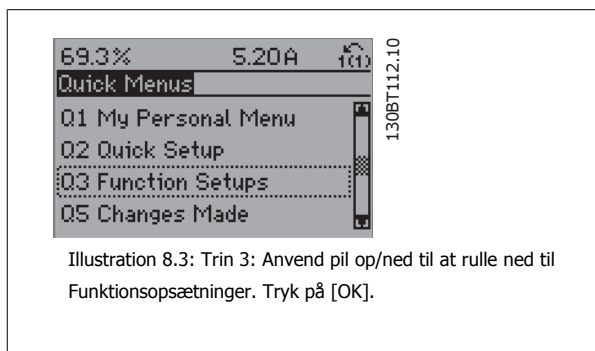 69.3% 5.20A 1(1)
Quick Menus
Q1 My Personal Menu
Q2 Quick Setup
Q3 Function Setups
Q5 Changes Made
130BT112.10
Illustration 8.3: Trin 3: Anvend pil op/ned til at rulle ned til
Funktionsopsætninger. Tryk på [OK].